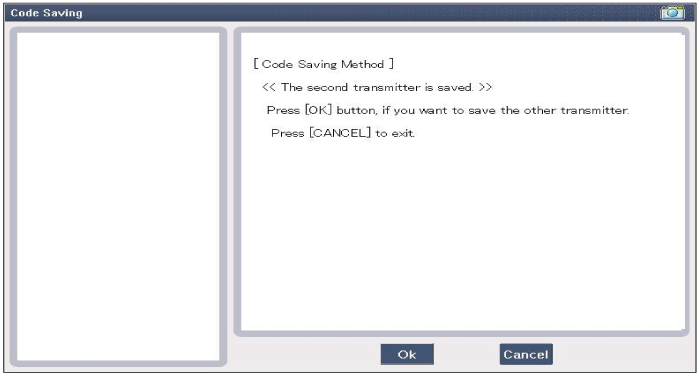 Code Saving
[ Code Saving Method ]
<< The second transmitter is saved. >>
Press [OK] button, if you want to save the other transmitter.
Press [CANCEL] to exit.
Ok
Cancel